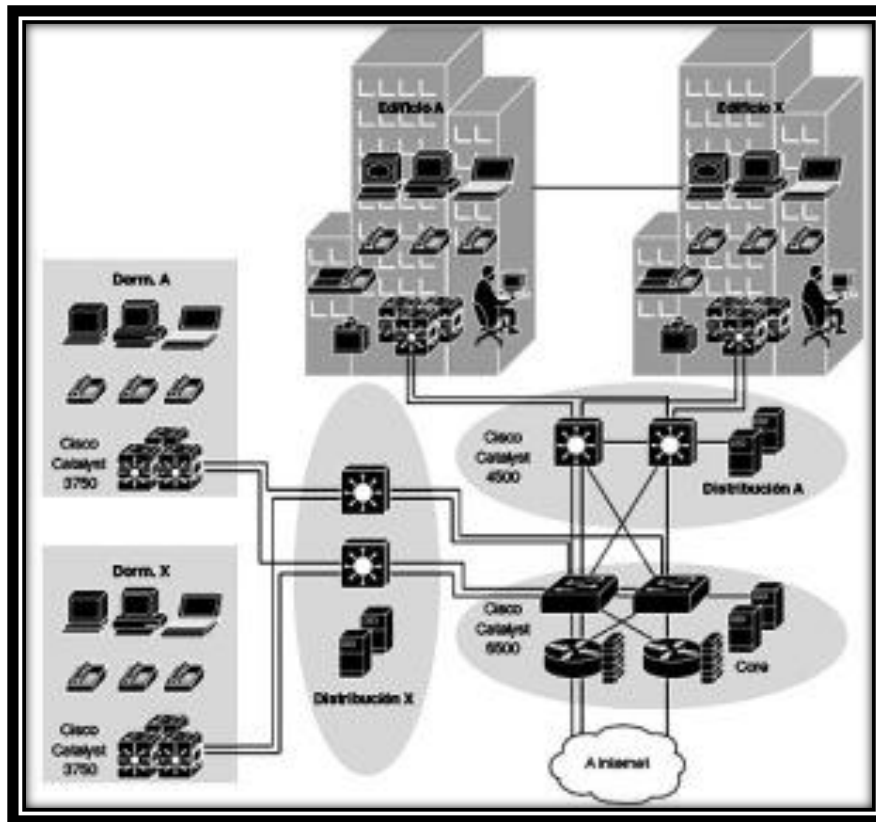 Edificio A
Edificio X
Dorm. A
Cisco
Catalyst
3750
Cisco
Catalyst
4500
Distribución A
Dorm. X
Cisco
Catalyst
3750
Distribución X
Cisco
Catalyst
6500
Core
A Internet